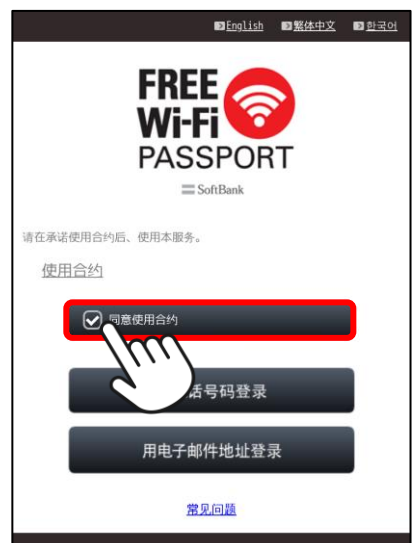 English 繁体中文 한국어
FREE
Wi-Fi
PASSPORT
SoftBank
请在承诺使用合约后、使用本服务。
使用合约
同意使用合约
话号码登录
用电子邮件地址登录
常见问题